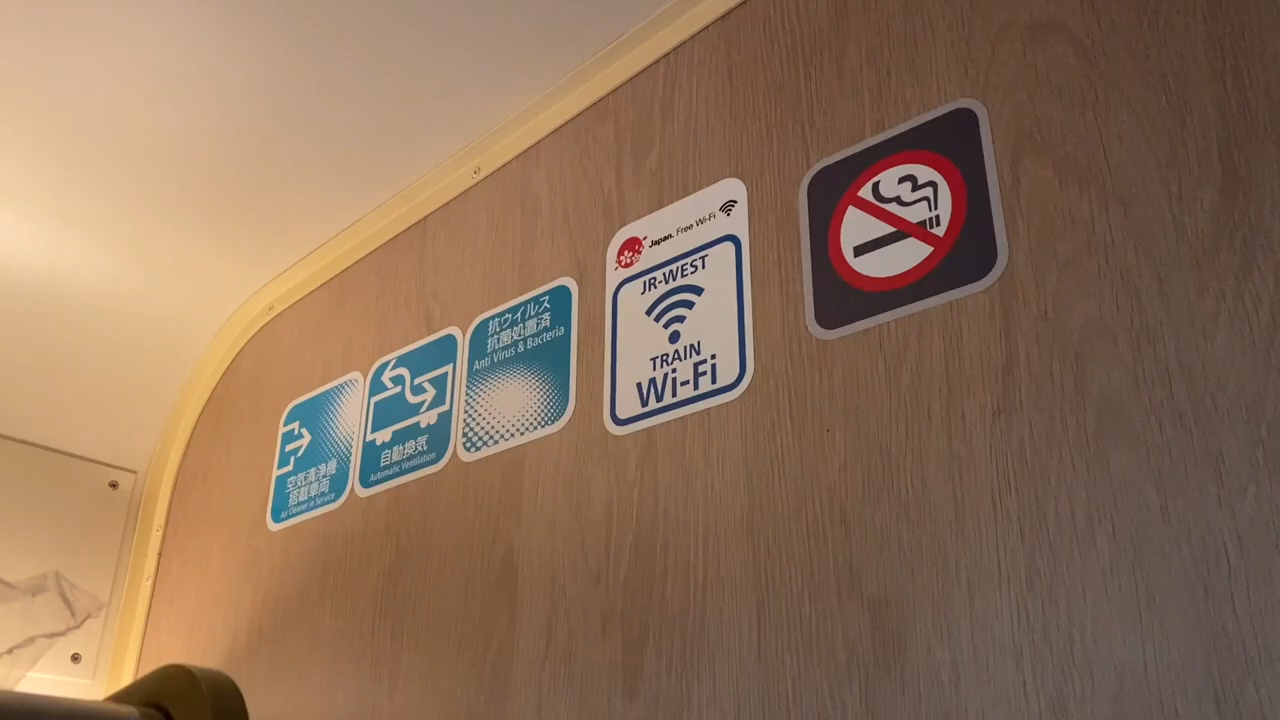 空気清浄機
搭載車両
Air Cleaner in Service
自動換気
Automatic Ventilation
抗ウイルス
抗菌処置済
Anti Virus & Bacteria
Japan. Free Wi-Fi
JR-WEST
TRAIN
Wi-Fi